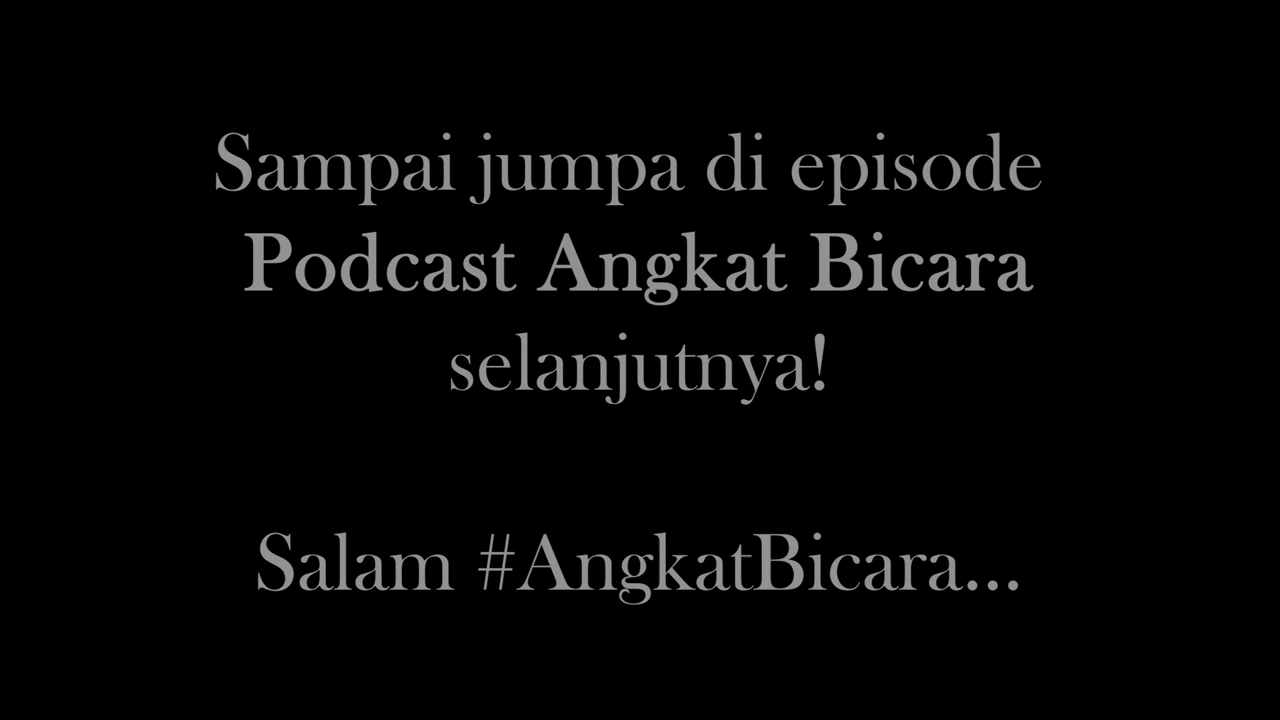 Sampai jumpa di episode
Podcast Angkat Bicara
selanjutnya!
Salam #AngkatBicara...